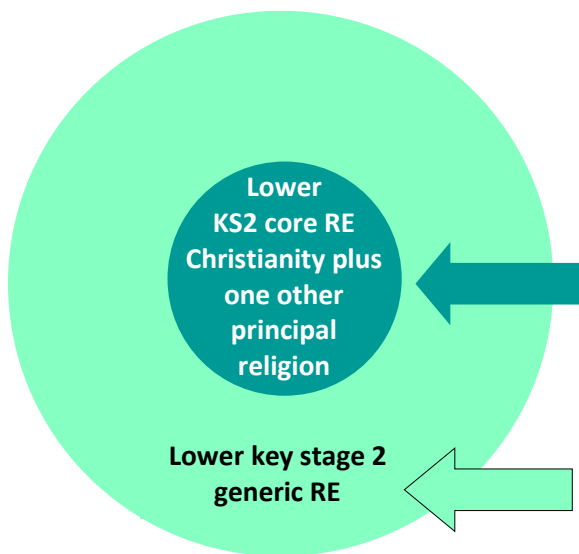 Lower
KS2 core RE
Christianity plus
one other
principal
religion
Lower key stage 2
generic RE